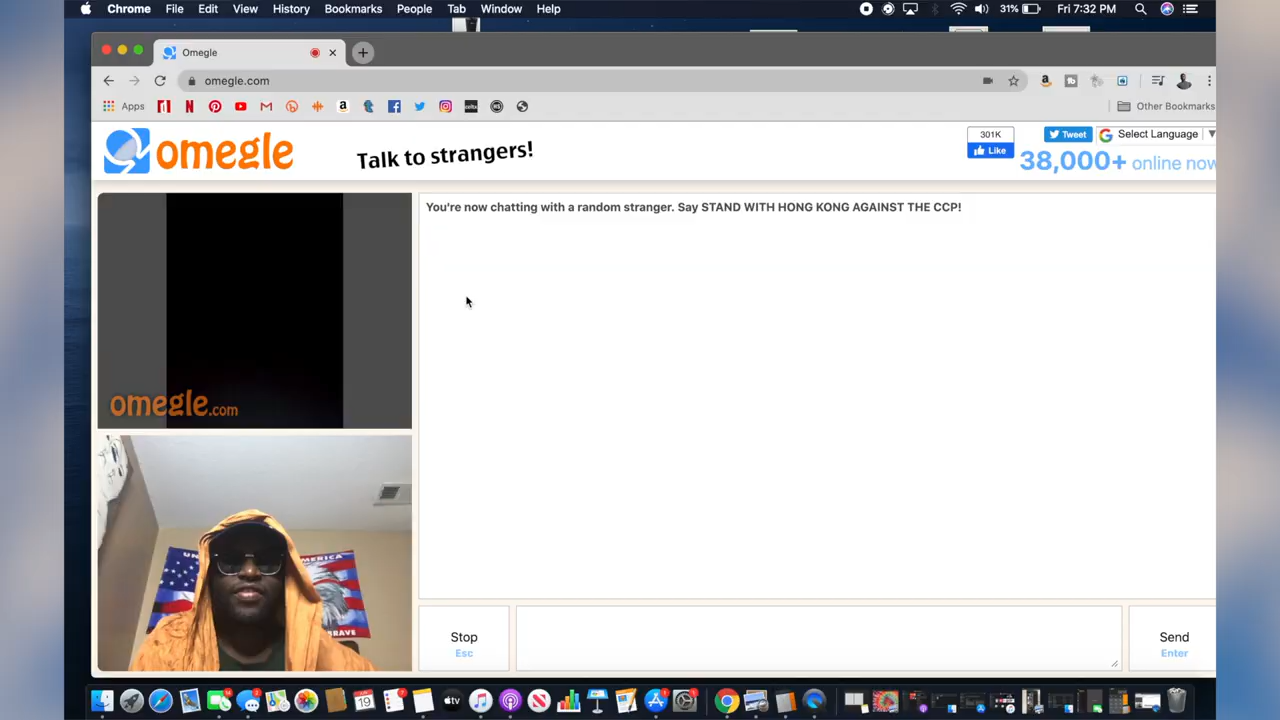 Chrome File Edit View History Bookmarks People Tab Window Help 31% Fri 7:32 PM
Omegle
omegle.com
Apps Other Bookmarks
omegle Talk to strangers! 301K Like Tweet Select Language
38,000+ online now
You're now chatting with a random stranger. Say STAND WITH HONG KONG AGAINST THE CCP!
omegle.com
Stop
Esc
Send
Enter